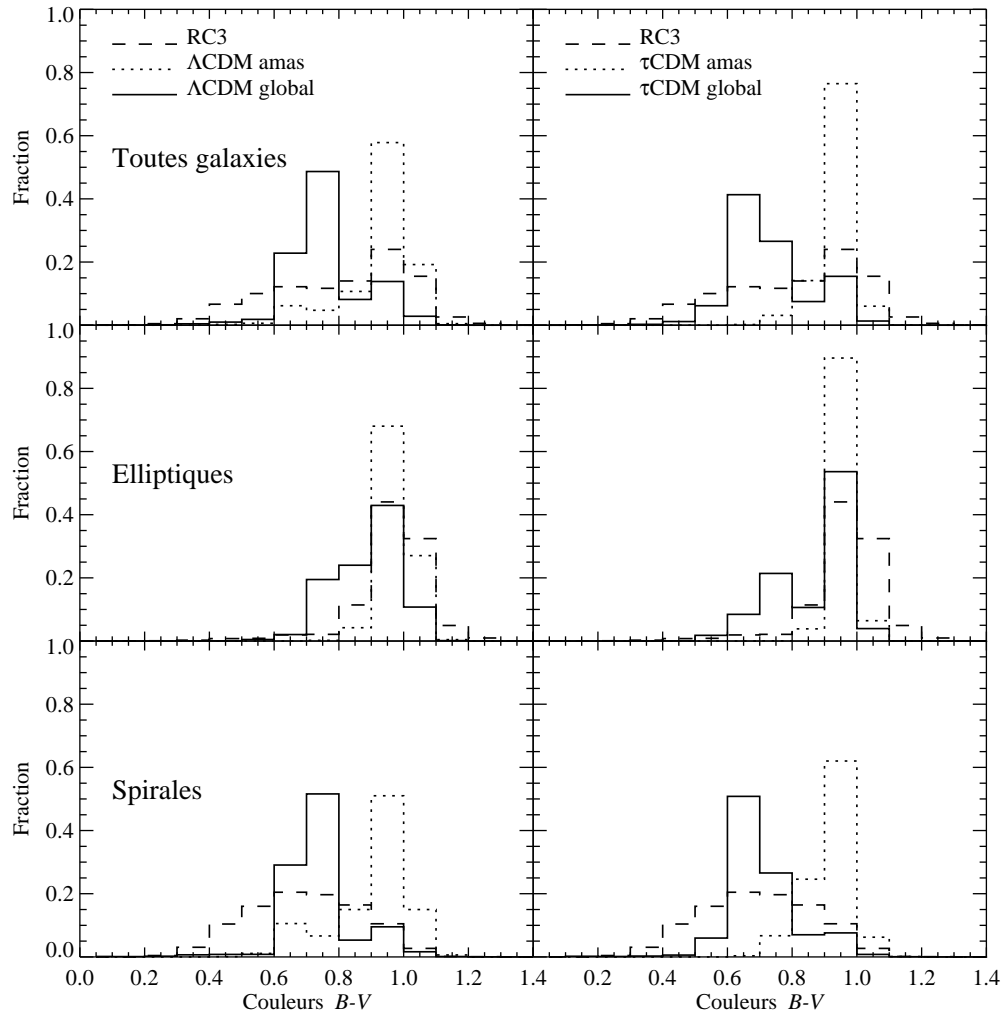 1.0
0.8
0.6
0.4
0.2
Fraction
RC3
ΛCDM amas
ΛCDM global
Toutes galaxies
RC3
τCDM amas
τCDM global
1.0
0.8
0.6
0.4
0.2
Fraction
Elliptiques
1.0
0.8
0.6
0.4
0.2
0.0
Fraction
Spirales
0.0 0.2 0.4 0.6 0.8 1.0 1.2 1.4 0.2 0.4 0.6 0.8 1.0 1.2 1.4
Couleurs B-V
Couleurs B-V